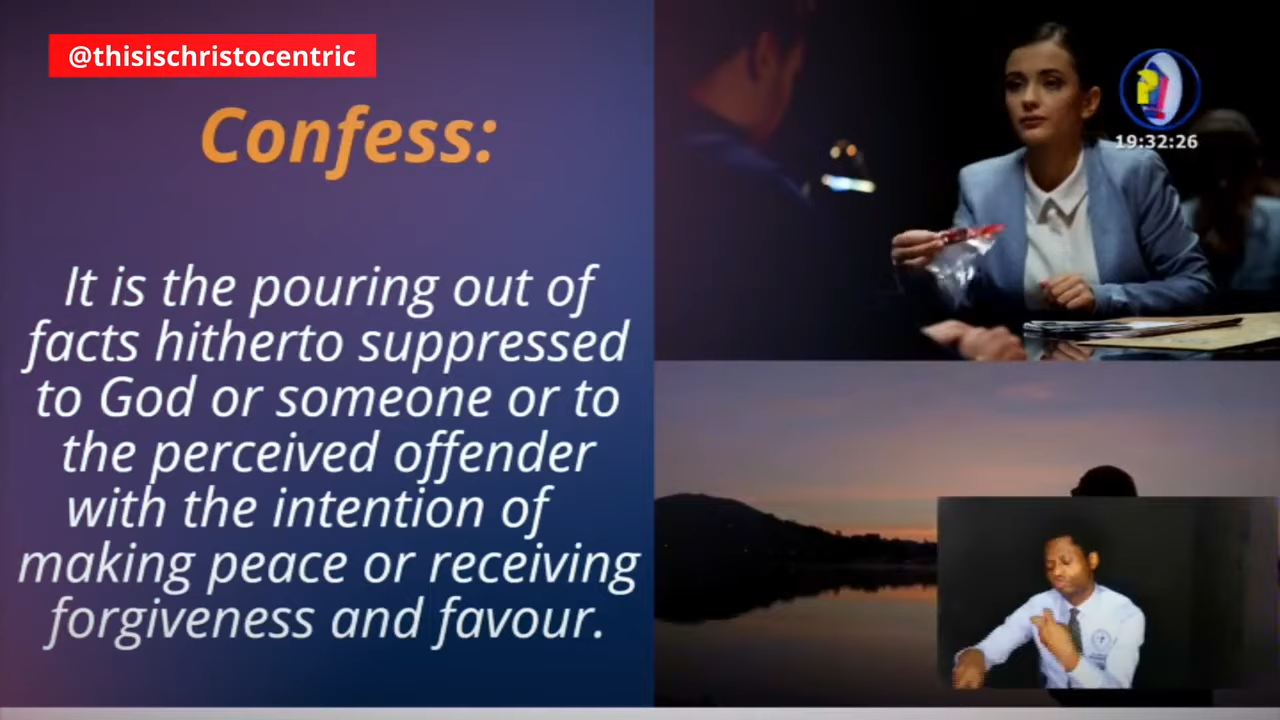 @thisischristocentric
Confess:
19:32:26
It is the pouring out of
facts hitherto suppressed
to God or someone or to
the perceived offender
with the intention of
making peace or receiving
forgiveness and favour.